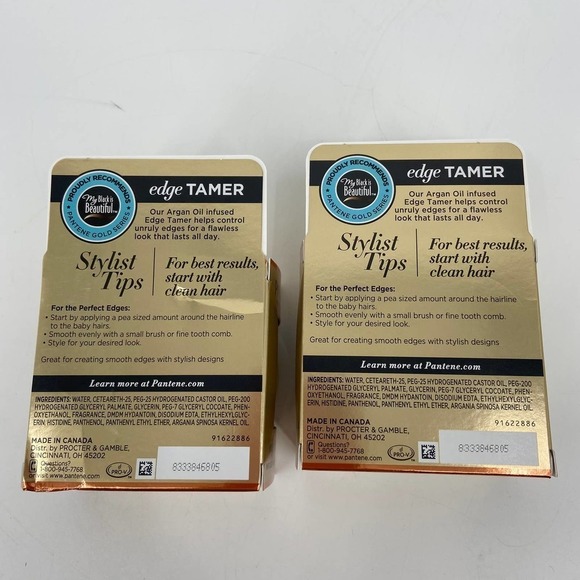 PROUDLY RECOMMENDS
My Black is
Beautiful™
PANTENE GOLD SERIES
edge TAMER
Our Argan Oil infused
Edge Tamer helps control
unruly edges for a flawless
look that lasts all day.
Stylist
Tips
For best results,
start with
clean hair
For the Perfect Edges:
• Start by applying a pea sized amount around the hairline
to the baby hairs.
• Smooth evenly with a small brush or fine tooth comb.
• Style for your desired look.
Great for creating smooth edges with stylish designs
Learn more at Pantene.com
INGREDIENTS: WATER, CETEARETH-25, PEG-25 HYDROGENATED CASTOR OIL, PEG-200
HYDROGENATED GLYCERYL PALMATE, GLYCERIN, PEG-7 GLYCERYL COCOATE, PHEN-
OXYETHANOL, FRAGRANCE, DMDM HYDANTOIN, DISODIUM EDTA, ETHYLHEXYLGLYC-
ERIN, HISTIDINE, PANTHENOL, PANTHENYL ETHYL ETHER, ARGANIA SPINOSA KERNEL OIL.
MADE IN CANADA
Distr. by PROCTER & GAMBLE,
CINCINNATI, OH 45202
Questions?
1-800-945-7768
or visit www.pantene.com
91622886
PRO-V
8333846805
PROUDLY RECOMMENDS
My Black is
Beautiful™
PANTENE GOLD SERIES
edge TAMER
Our Argan Oil infused
Edge Tamer helps control
unruly edges for a flawless
look that lasts all day.
Stylist
Tips
For best results,
start with
clean hair
For the Perfect Edges:
• Start by applying a pea sized amount around the hairline
to the baby hairs.
• Smooth evenly with a small brush or fine tooth comb.
• Style for your desired look.
Great for creating smooth edges with stylish designs
Learn more at Pantene.com
INGREDIENTS: WATER, CETEARETH-25, PEG-25 HYDROGENATED CASTOR OIL, PEG-200
HYDROGENATED GLYCERYL PALMATE, GLYCERIN, PEG-7 GLYCERYL COCOATE, PHEN-
OXYETHANOL, FRAGRANCE, DMDM HYDANTOIN, DISODIUM EDTA, ETHYLHEXYLGLYC-
ERIN, HISTIDINE, PANTHENOL, PANTHENYL ETHYL ETHER, ARGANIA SPINOSA KERNEL OIL.
MADE IN CANADA
Distr. by PROCTER & GAMBLE,
CINCINNATI, OH 45202
Questions?
1-800-945-7768
or visit www.pantene.com
91622886
PRO-V
8333846805